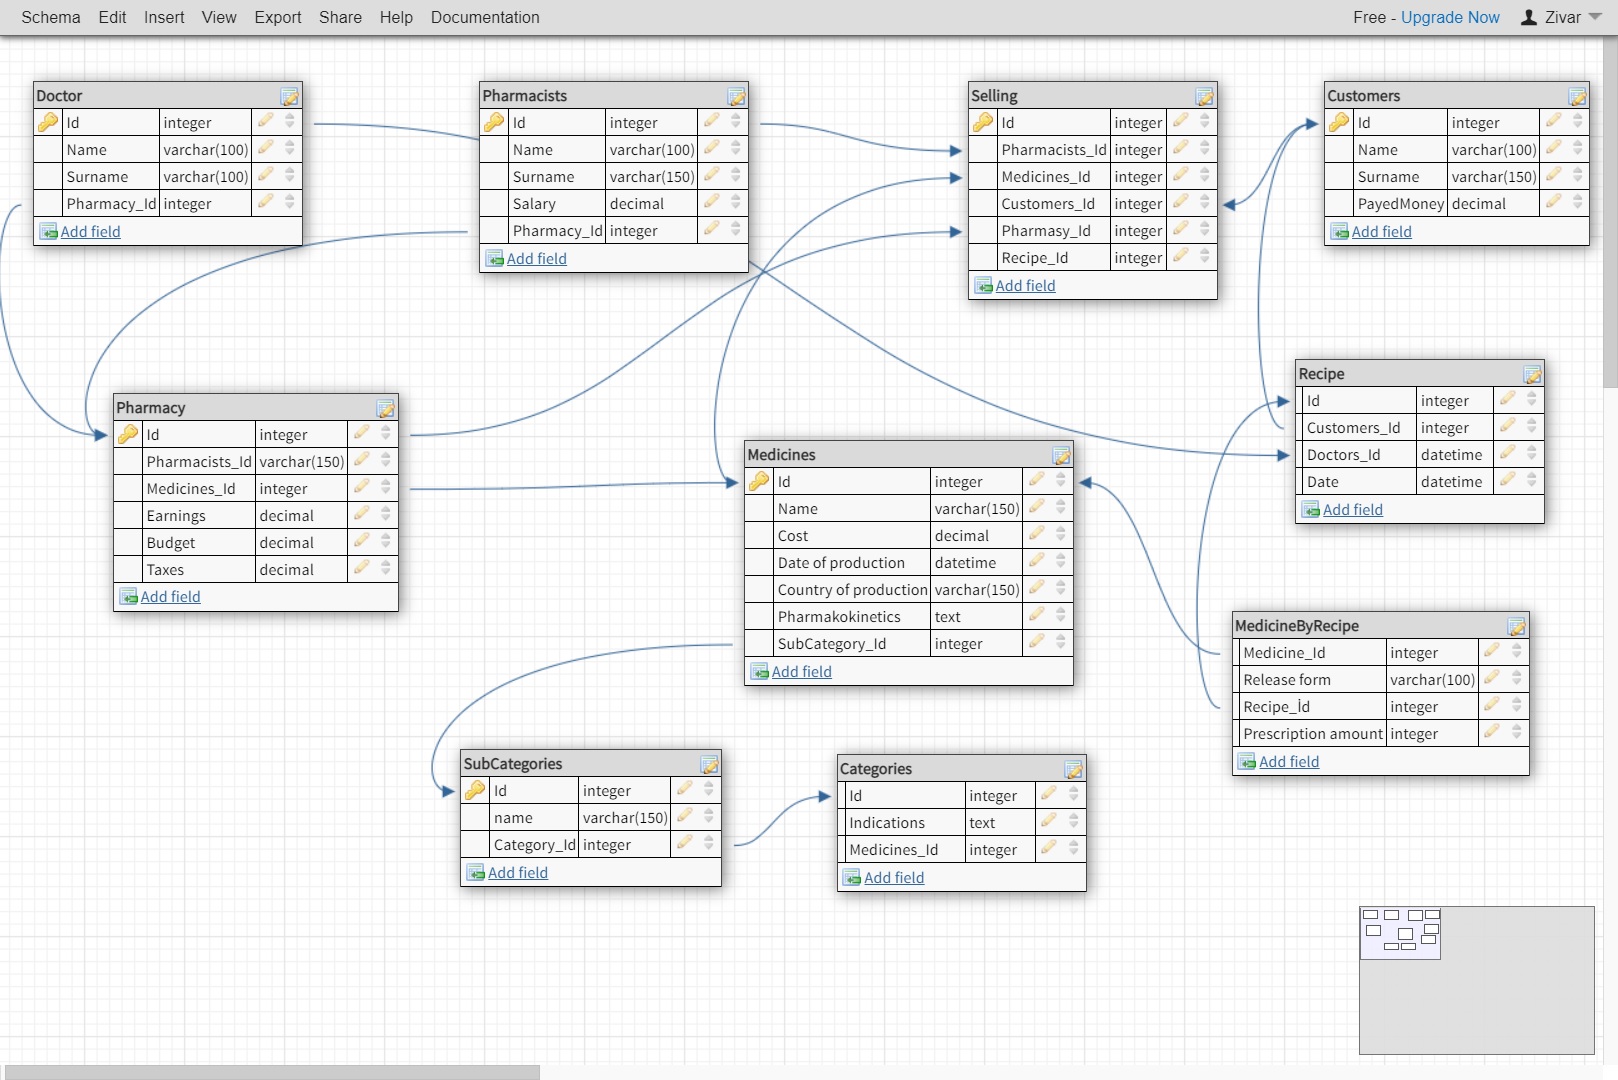 Schema Edit Insert View Export Share Help Documentation Free - Upgrade Now Zivar
Doctor
Id integer
Name varchar(100)
Surname varchar(100)
Pharmacy_Id integer
Add field
Pharmacists
Id integer
Name varchar(100)
Surname varchar(150)
Salary decimal
Pharmacy_Id integer
Add field
Selling
Id integer
Pharmacists_Id integer
Medicines_Id integer
Customers_Id integer
Pharmasy_Id integer
Recipe_Id integer
Add field
Customers
Id integer
Name varchar(100)
Surname varchar(150)
PayedMoney decimal
Add field
Pharmacy
Id integer
Pharmacists_Id varchar(150)
Medicines_Id integer
Earnings decimal
Budget decimal
Taxes decimal
Add field
Medicines
Id integer
Name varchar(150)
Cost decimal
Date of production datetime
Country of production varchar(150)
Pharmakokinetics text
SubCategory_Id integer
Add field
Recipe
Id integer
Customers_Id integer
Doctors_Id datetime
Date datetime
Add field
MedicineByRecipe
Medicine_Id integer
Release form varchar(100)
Recipe_İd integer
Prescription amount integer
Add field
SubCategories
Id integer
name varchar(150)
Category_Id integer
Add field
Categories
Id integer
Indications text
Medicines_Id integer
Add field